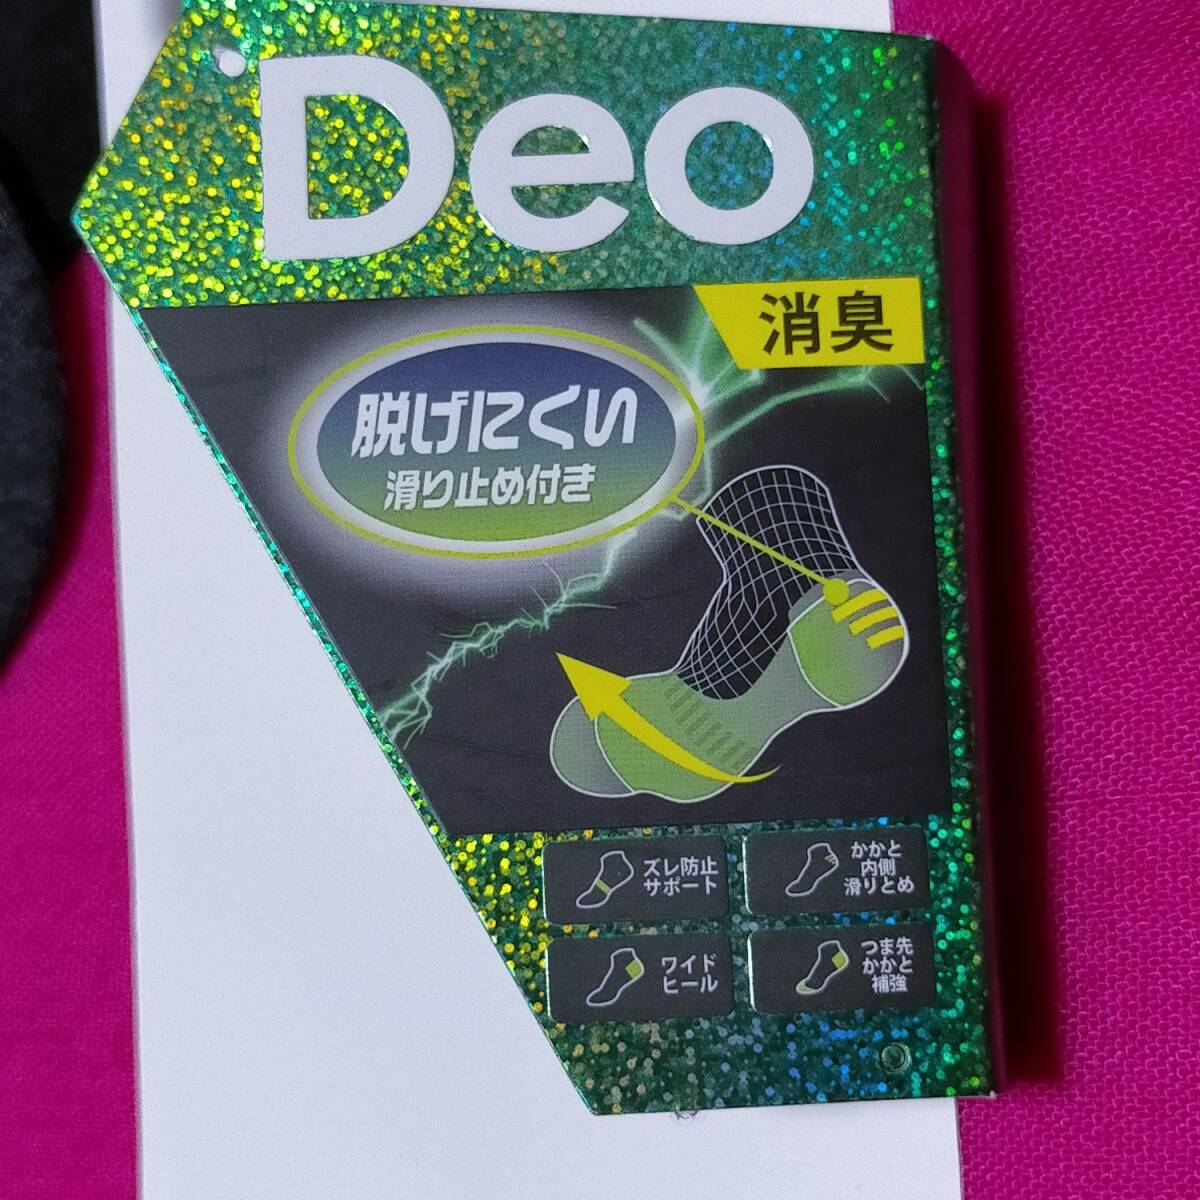 Deo
消臭
脱げにくい
滑り止め付き
ズレ防止
サポート
かかと
内側
滑りとめ
ワイド
ヒール
つま先
かかと
補強